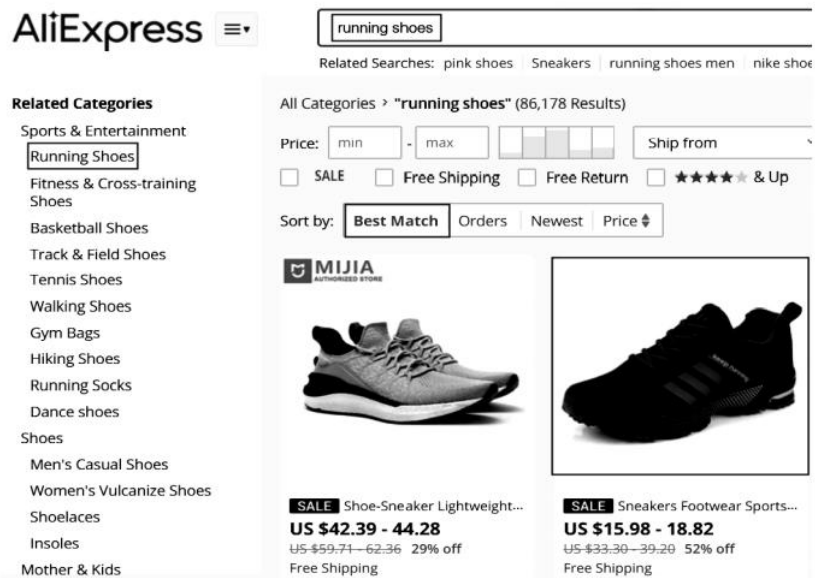 AliExpress
running shoes
Related Searches: pink shoes Sneakers running shoes men nike shoe
Related Categories
Sports & Entertainment
Running Shoes
Fitness & Cross-training
Shoes
Basketball Shoes
Track & Field Shoes
Tennis Shoes
Walking Shoes
Gym Bags
Hiking Shoes
Running Socks
Dance shoes
Shoes
Men's Casual Shoes
Women's Vulcanize Shoes
Shoelaces
Insoles
Mother & Kids
All Categories > "running shoes" (86,178 Results)
Price: min - max Ship from
SALE Free Shipping Free Return ★★★★★ & Up
Sort by: Best Match Orders Newest Price
MIJIA
AUTHORIZED STORE
SALE Shoe-Sneaker Lightweight...
US $42.39 - 44.28
US $59.71 - 62.36 29% off
Free Shipping
SALE Sneakers Footwear Sports...
US $15.98 - 18.82
US $33.30 - 39.20 52% off
Free Shipping